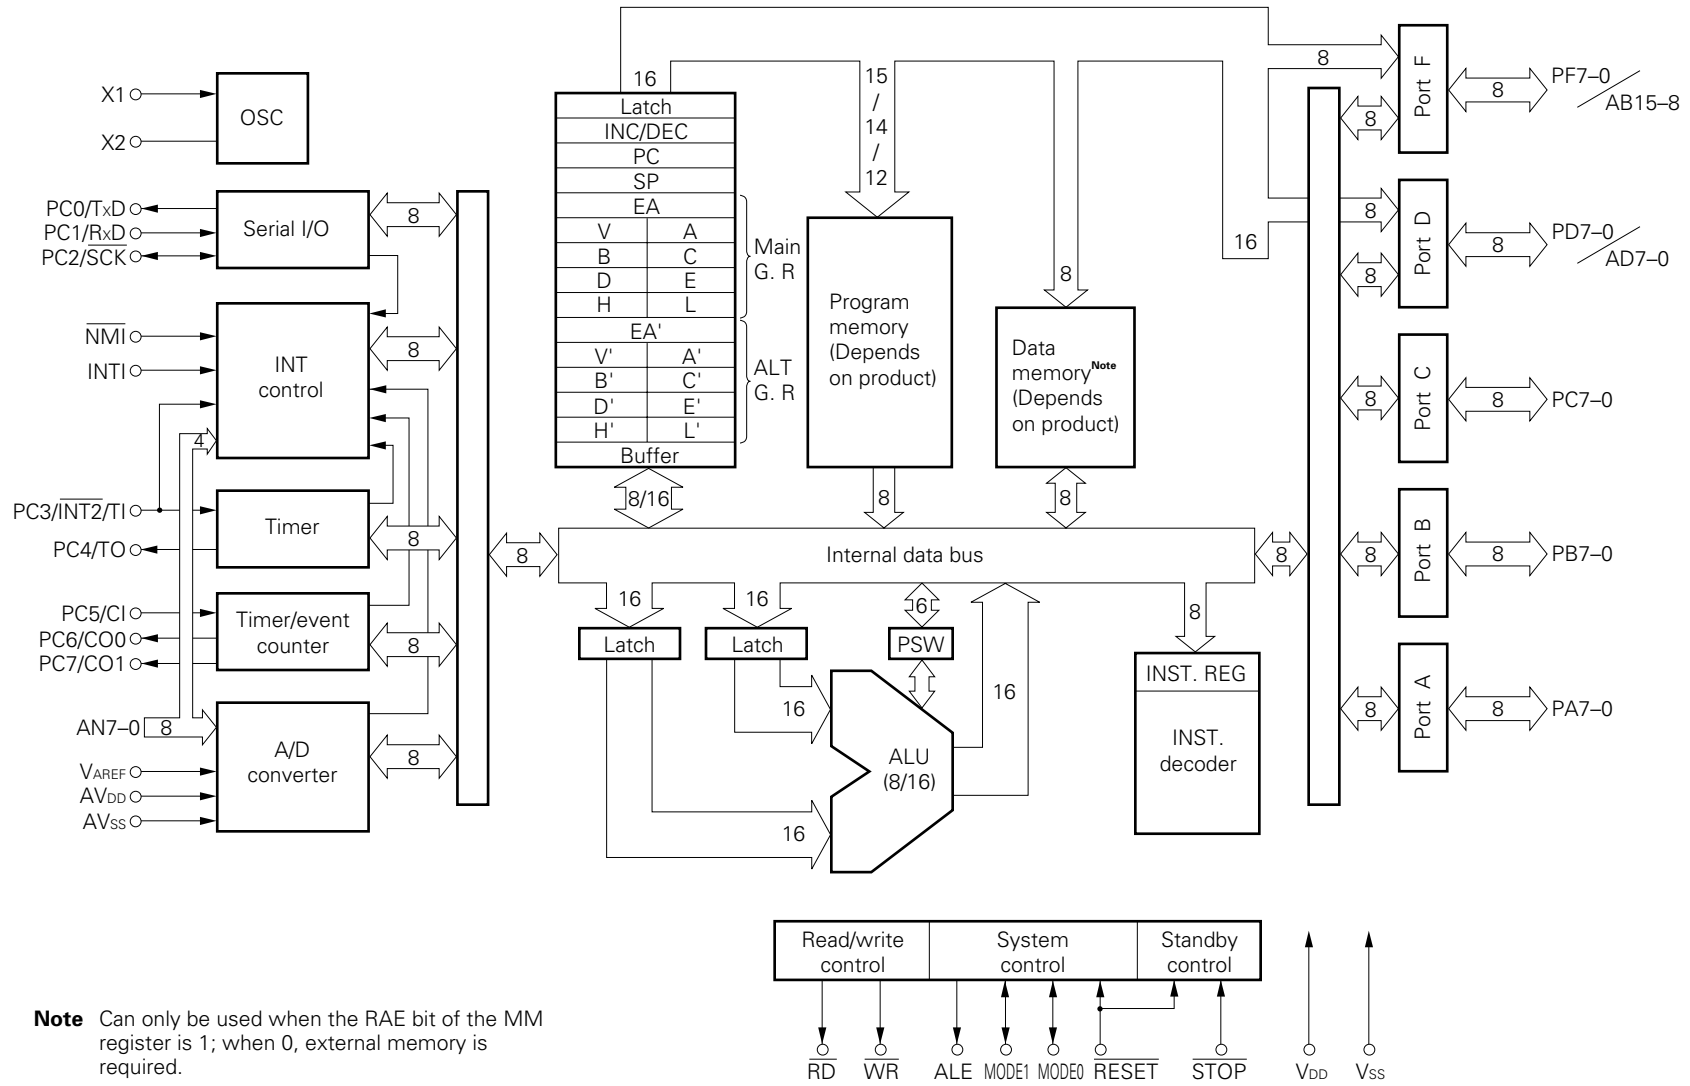 X1
X2
OSC
PC0/TxD
PC1/RxD
PC2/SCK
Serial I/O
8
NMI
INTI
INT
control
8
4
PC3/INT2/TI
PC4/TO
Timer
8
PC5/CI
PC6/CO0
PC7/CO1
Timer/event
counter
8
AN7–0
8
VAREF
AVDD
AVSS
A/D
converter
8
8
16
Latch
INC/DEC
PC
SP
EA
V A
B C
D E
H L
Main
G. R
EA'
V' A'
B' C'
D' E'
H' L'
ALT
G. R
Buffer
8/16
15
/
14
/
12
Program
memory
(Depends
on product)
8
8
Data
memoryNote
(Depends
on product)
8
16
Internal data bus
8
16
Latch
16
Latch
6
PSW
16
16
16
ALU
(8/16)
8
INST. REG
INST.
decoder
8
8
Port F
8
PF7–0
AB15–8
8
8
Port D
8
PD7–0
AD7–0
8
Port C
8
PC7–0
8
Port B
8
PB7–0
8
Port A
8
PA7–0
Read/write
control
System
control
Standby
control
RD
WR
ALE
MODE1
MODE0
RESET
STOP
VDD
VSS
Note Can only be used when the RAE bit of the MM
register is 1; when 0, external memory is
required.